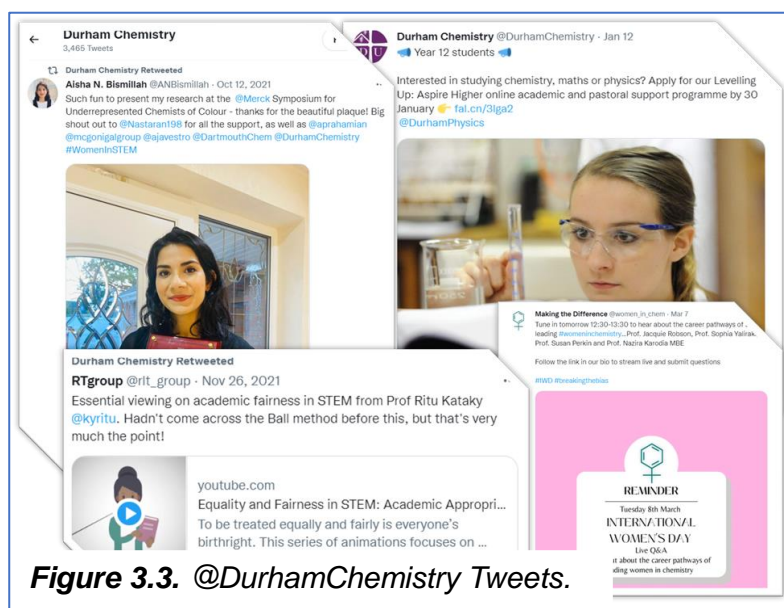 Durham Chemistry
3,465 Tweets
Durham Chemistry Retweeted
Aisha N. Bismillah @ANBismillah · Oct 12, 2021
Such fun to present my research at the @Merck Symposium for
Underrepresented Chemists of Colour - thanks for the beautiful plaque! Big
shout out to @Nastaran198 for all the support, as well as @aprahamian
@mcgonigalgroup @ajavestro @DartmouthChem @DurhamChemistry
#WomenInSTEM
Durham Chemistry @DurhamChemistry · Jan 12
Year 12 students
Interested in studying chemistry, maths or physics? Apply for our Levelling
Up: Aspire Higher online academic and pastoral support programme by 30
January fal.cn/3lga2
@DurhamPhysics
Durham Chemistry Retweeted
RTgroup @rlt_group · Nov 26, 2021
Essential viewing on academic fairness in STEM from Prof Ritu Kataky
@kyritu. Hadn't come across the Ball method before this, but that's very
much the point!
youtube.com
Equality and Fairness in STEM: Academic Appropri...
To be treated equally and fairly is everyone's
birthright. This series of animations focuses on ...
Making the Difference @women_in_chem · Mar 7
Tune in tomorrow 12:30-13:30 to hear about the career pathways of
leading #womeninchemistry...Prof. Jacquie Robson, Prof. Sophia Yaliraki,
Prof. Susan Perkin and Prof. Nazira Karodia MBE
Follow the link in our bio to stream live and submit questions
#IWD #breakingthebias
REMINDER
Tuesday 8th March
INTERNATIONAL
WOMEN'S DAY
Live Q&A
about the career pathways of
women in chemistry
Figure 3.3. @DurhamChemistry Tweets.